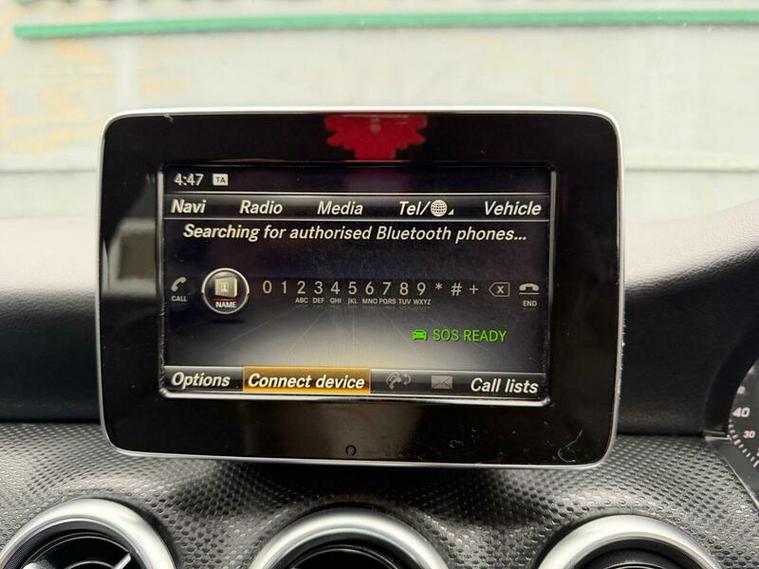 4:47 TA
Navi Radio Media Tel/ Vehicle
Searching for authorised Bluetooth phones...
CALL NAME 0 1 2 3 4 5 6 7 8 9 * # + END
ABC DEF GHI JKL MNO PQRS TUV WXYZ
SOS READY
Options Connect device Call lists
40
30